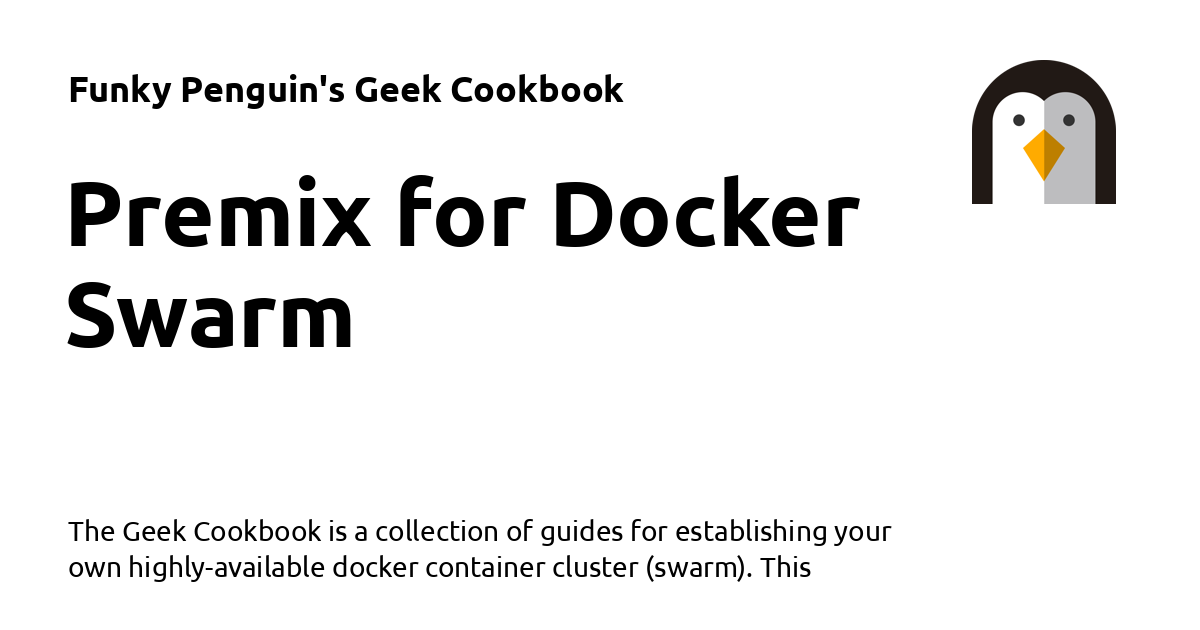 Funky Penguin's Geek Cookbook
Premix for Docker
Swarm
The Geek Cookbook is a collection of guides for establishing your
own highly-available docker container cluster (swarm). This